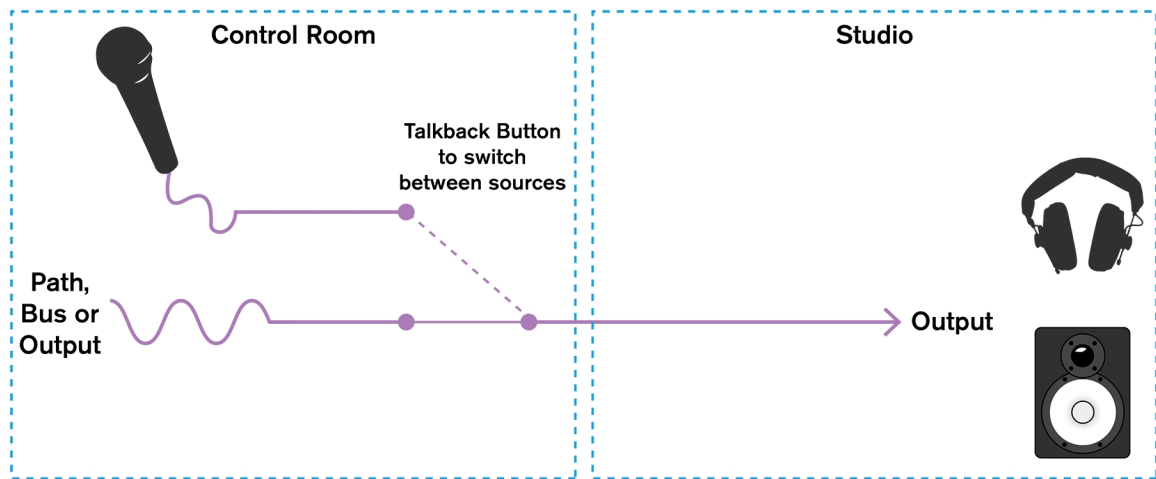 Control Room
Studio
Talkback Button
to switch
between sources
Path,
Bus or
Output
Output